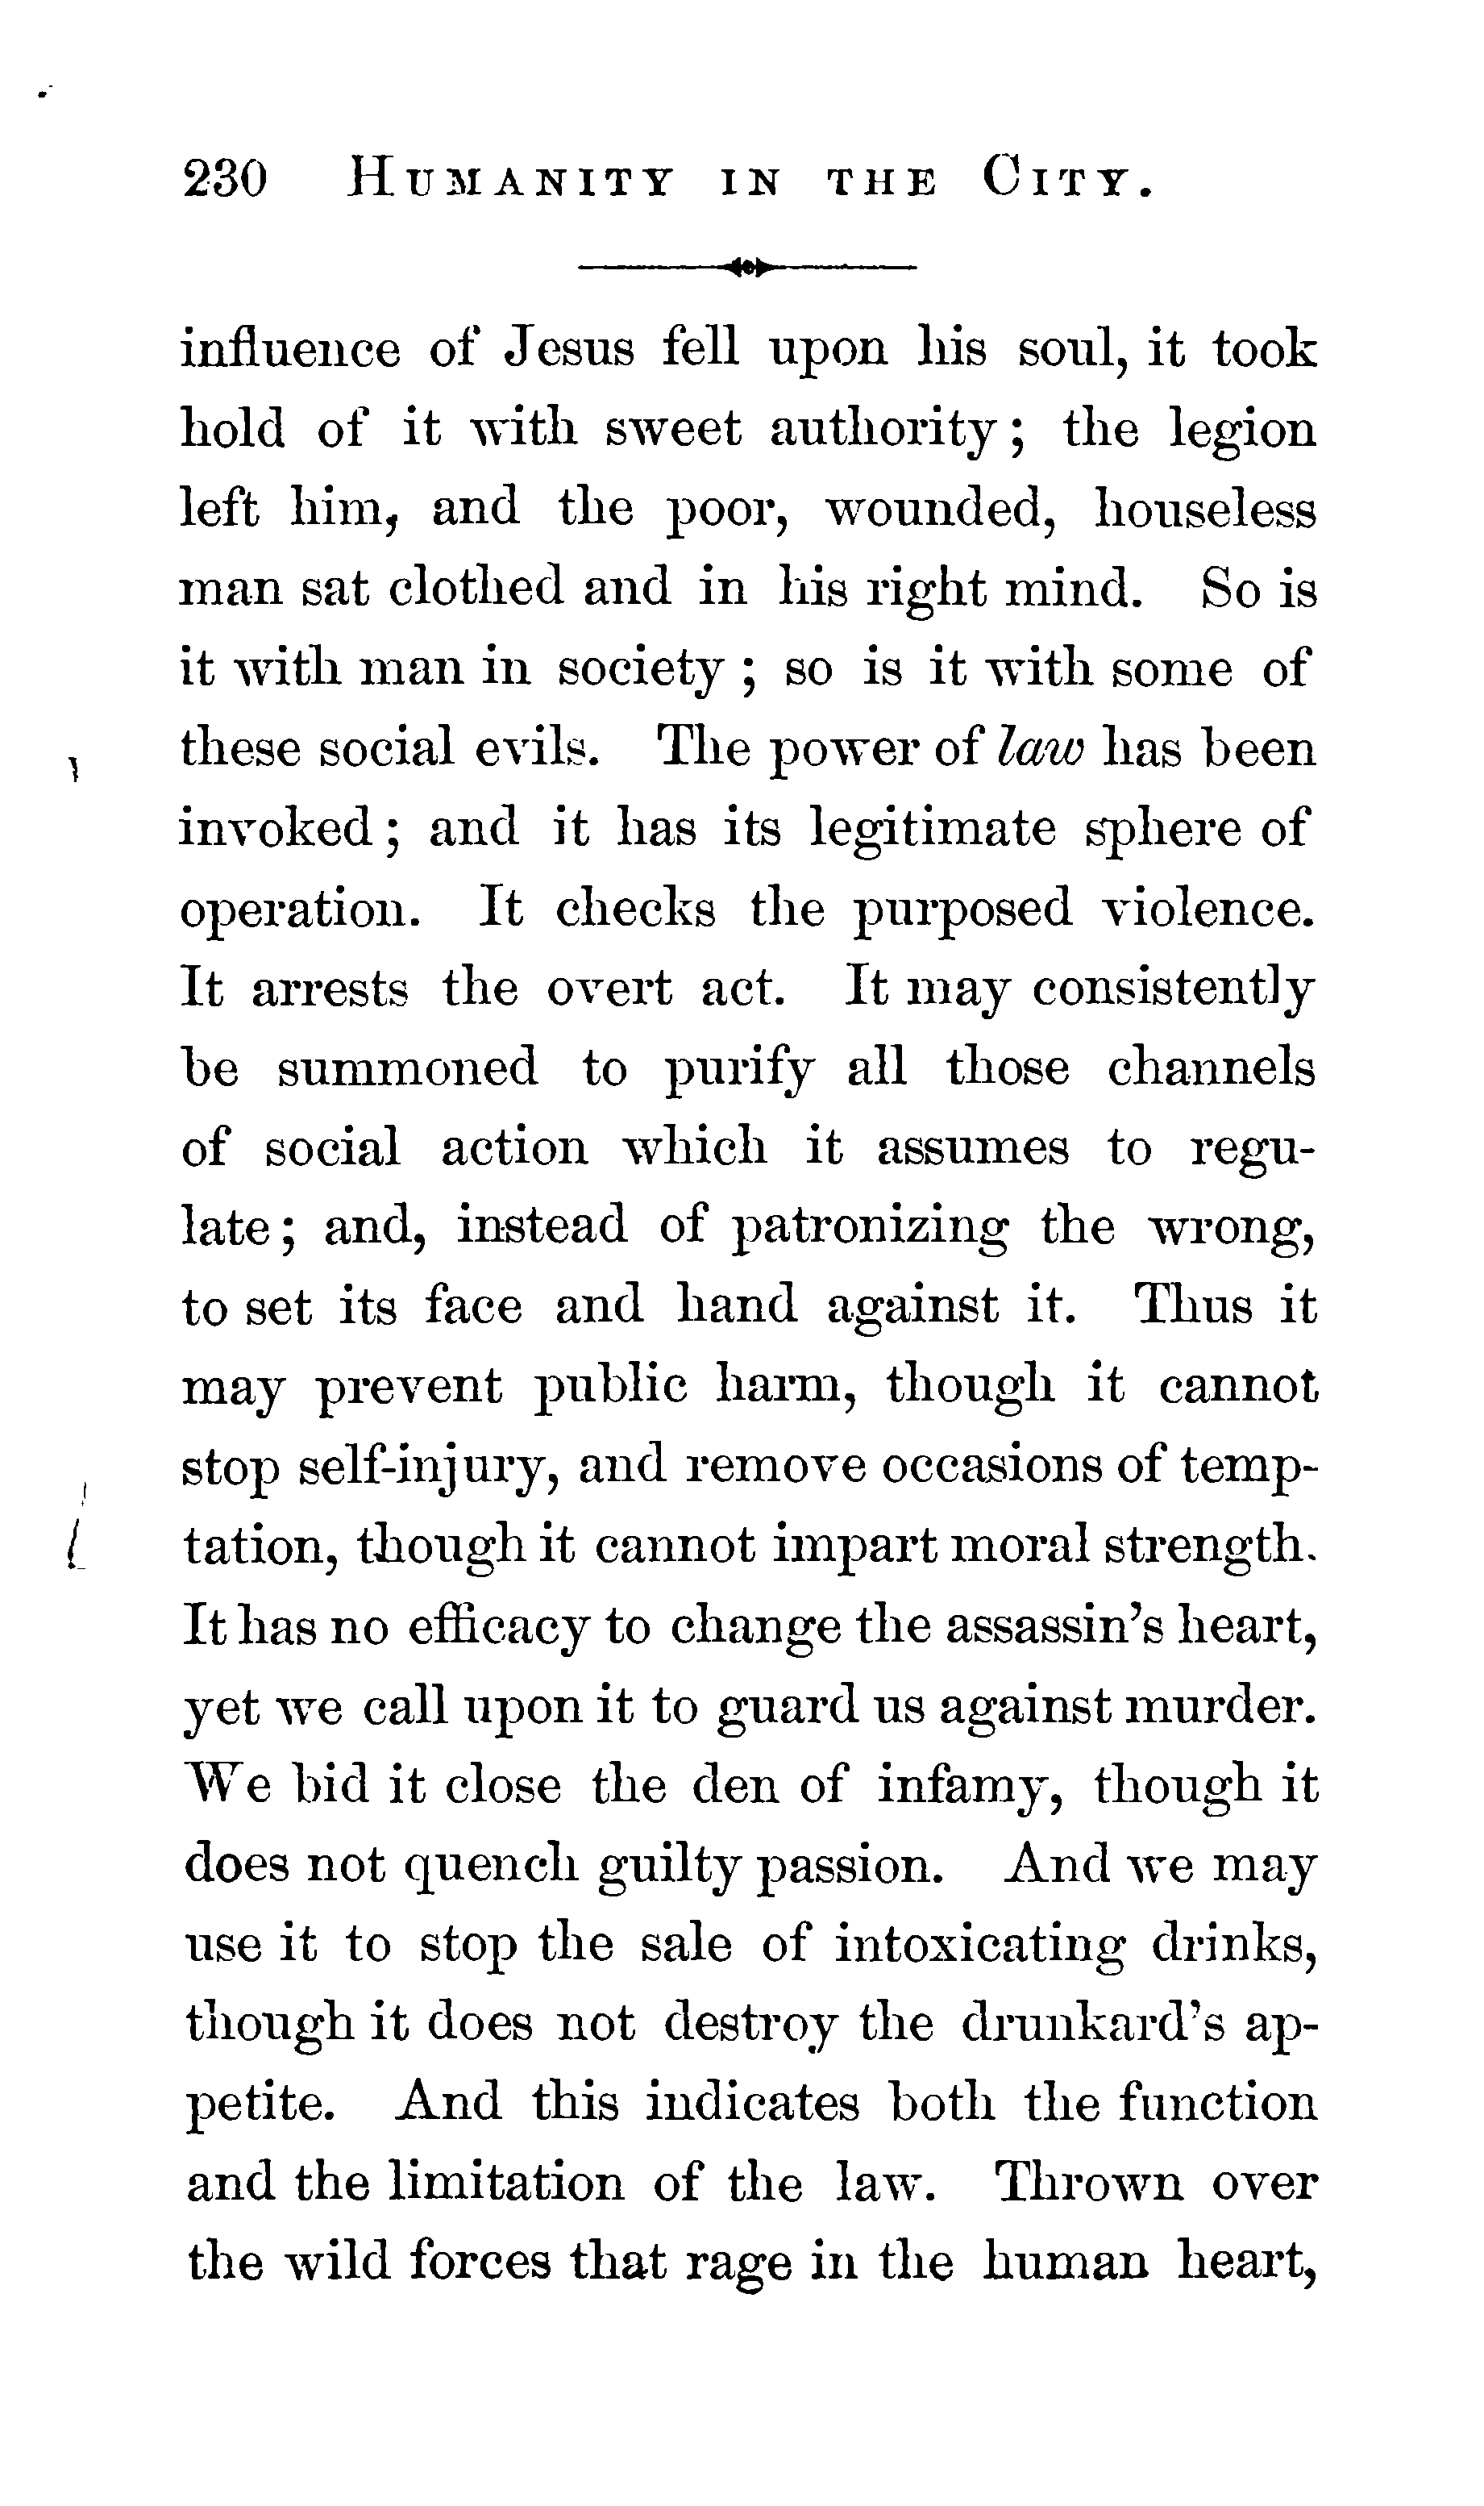 230 HUMANITY IN THE CITY.
influence of Jesus fell upon his soul, it took
hold of it with sweet authority; the legion
left him, and the poor, wounded, houseless
man sat clothed and in his right mind. So is
it with man in society; so is it with some of
these social evils. The power of law has been
invoked; and it has its legitimate sphere of
operation. It checks the purposed violence.
It arrests the overt act. It may consistently
be summoned to purify all those channels
of social action which it assumes to regu-
late; and, instead of patronizing the wrong,
to set its face and hand against it. Thus it
may prevent public harm, though it cannot
stop self-injury, and remove occasions of temp-
tation, though it cannot impart moral strength.
It has no efficacy to change the assassin's heart,
yet we call upon it to guard us against murder.
We bid it close the den of infamy, though it
does not quench guilty passion. And we may
use it to stop the sale of intoxicating drinks,
though it does not destroy the drunkard's ap-
petite. And this indicates both the function
and the limitation of the law. Thrown over
the wild forces that rage in the human heart,